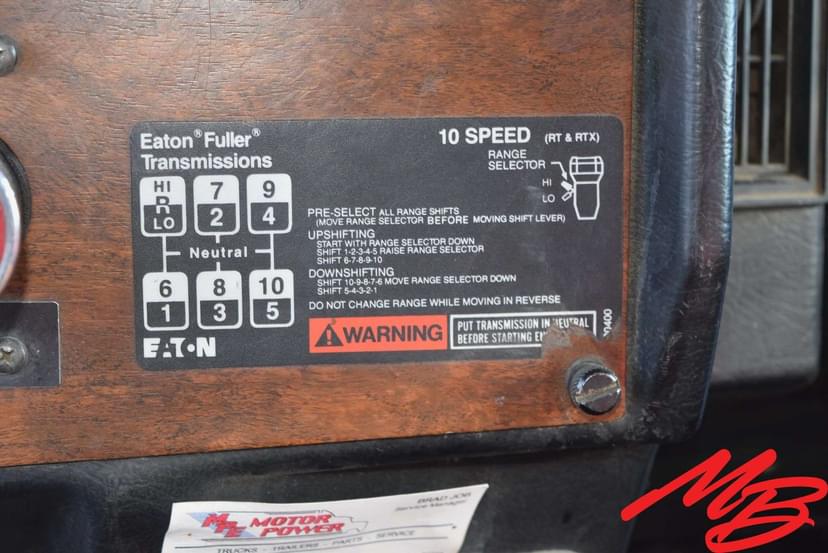 Eaton® Fuller®
Transmissions
10 SPEED (RT & RTX)
RANGE
SELECTOR
HI
LO
HI 7 9
R 2 4
LO
Neutral
6 8 10
1 3 5
EATON
PRE-SELECT ALL RANGE SHIFTS
(MOVE RANGE SELECTOR BEFORE MOVING SHIFT LEVER)
UPSHIFTING
START WITH RANGE SELECTOR DOWN
SHIFT 1-2-3-4-5 RAISE RANGE SELECTOR
SHIFT 6-7-8-9-10
DOWNSHIFTING
SHIFT 10-9-8-7-6 MOVE RANGE SELECTOR DOWN
SHIFT 5-4-3-2-1
DO NOT CHANGE RANGE WHILE MOVING IN REVERSE
WARNING
PUT TRANSMISSION IN NEUTRAL
BEFORE STARTING
0400
BRAD JOB
Service Manager
MOTOR
POWER
TRUCKS - TRAILERS - PARTS - SERVICE
MB